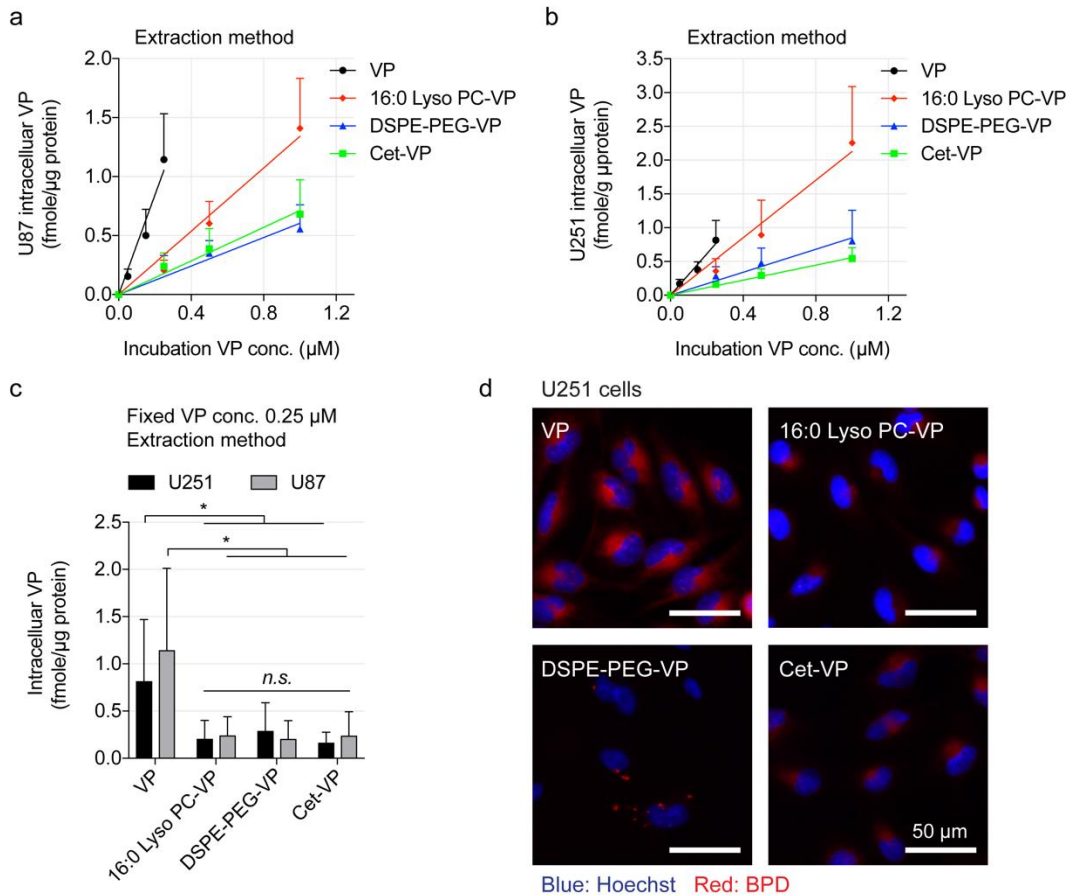 a
Extraction method
2.0
1.5
1.0
0.5
0.0
0.0 0.4 0.8 1.2
U87 intracelluar VP
(fmole/µg protein)
Incubation VP conc. (µM)
VP
16:0 Lyso PC-VP
DSPE-PEG-VP
Cet-VP
b
Extraction method
3.5
3.0
2.5
2.0
1.5
1.0
0.5
0.0
0.0 0.4 0.8 1.2
U251 intracelluar VP
(fmole/g µprotein)
Incubation VP conc. (µM)
VP
16:0 Lyso PC-VP
DSPE-PEG-VP
Cet-VP
c
Fixed VP conc. 0.25 µM
Extraction method
U251 U87
2.5
2.0
1.5
1.0
0.5
0.0
Intracelluar VP
(fmole/µg protein)
*
*
n.s.
VP
16:0 Lyso PC-VP
DSPE-PEG-VP
Cet-VP
d
U251 cells
VP
16:0 Lyso PC-VP
DSPE-PEG-VP
Cet-VP
50 µm
Blue: Hoechst Red: BPD